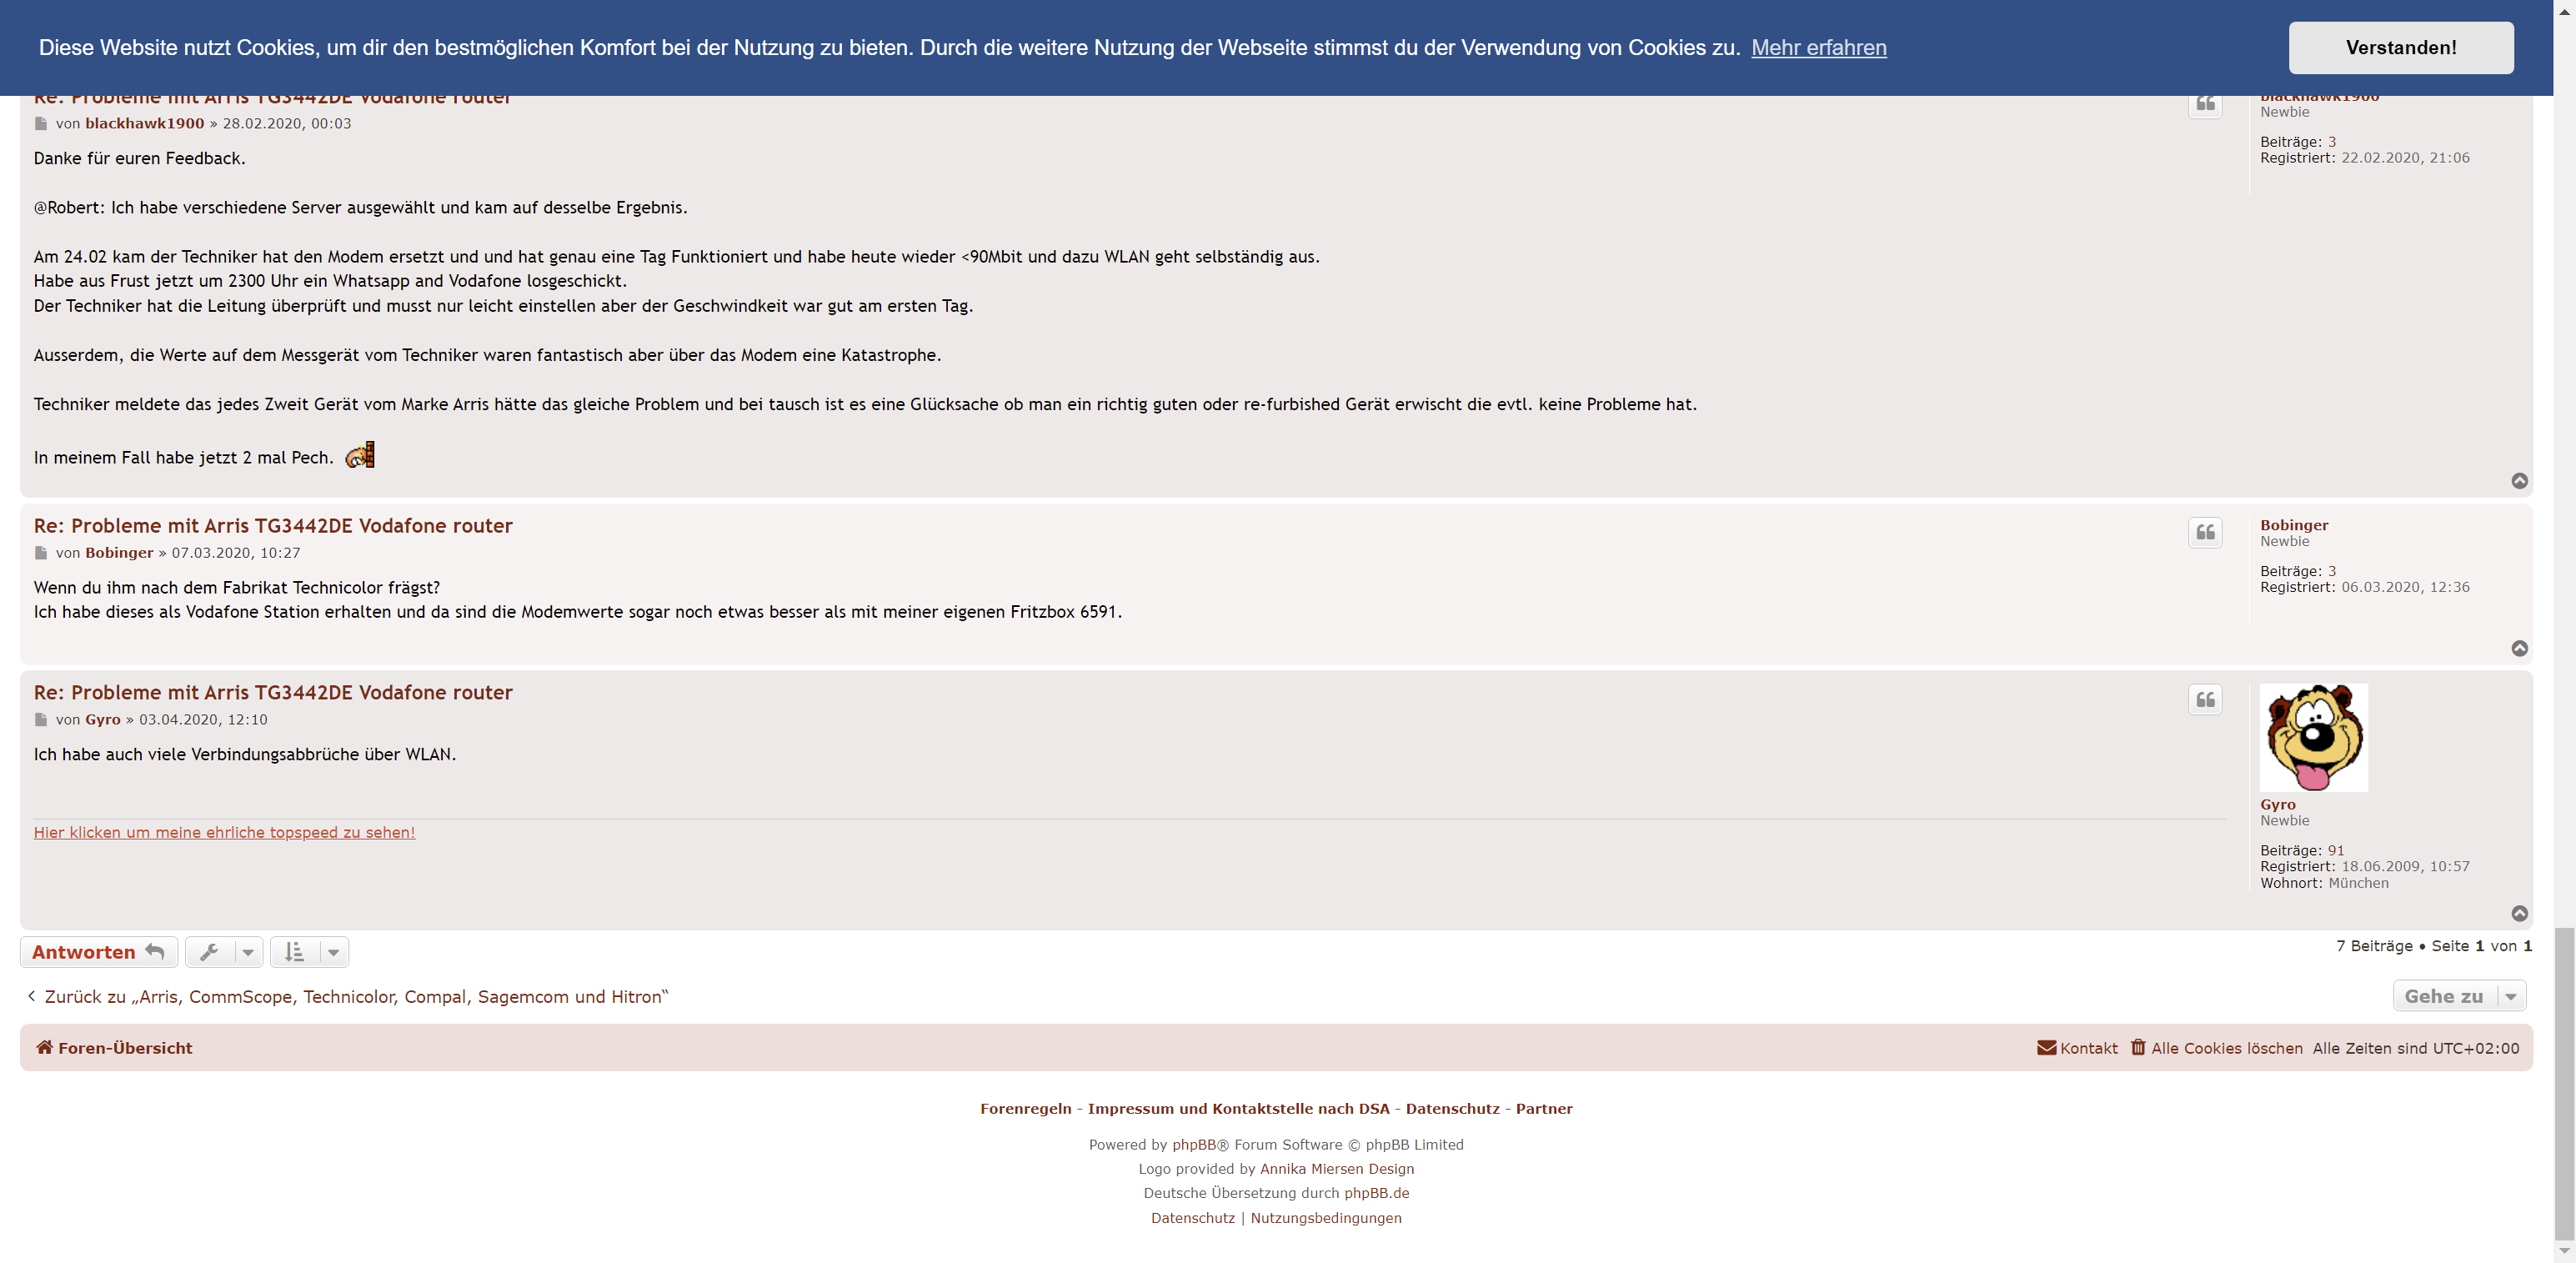 Diese Website nutzt Cookies, um dir den bestmöglichen Komfort bei der Nutzung zu bieten. Durch die weitere Nutzung der Webseite stimmst du der Verwendung von Cookies zu. Mehr erfahren
Verstanden!
Re: Probleme mit Arris TG3442DE Vodafone router
von blackhawk1900 » 28.02.2020, 00:03
Danke für euren Feedback.
@Robert: Ich habe verschiedene Server ausgewählt und kam auf desselbe Ergebnis.
Am 24.02 kam der Techniker hat den Modem ersetzt und und hat genau eine Tag Funktioniert und habe heute wieder <90Mbit und dazu WLAN geht selbständig aus.
Habe aus Frust jetzt um 2300 Uhr ein Whatsapp and Vodafone losgeschickt.
Der Techniker hat die Leitung überprüft und musst nur leicht einstellen aber der Geschwindkeit war gut am ersten Tag.
Ausserdem, die Werte auf dem Messgerät vom Techniker waren fantastisch aber über das Modem eine Katastrophe.
Techniker meldete das jedes Zweit Gerät vom Marke Arris hätte das gleiche Problem und bei tausch ist es eine Glücksache ob man ein richtig guten oder re-furbished Gerät erwischt die evtl. keine Probleme hat.
In meinem Fall habe jetzt 2 mal Pech.
blackhawk1900
Newbie
Beiträge: 3
Registriert: 22.02.2020, 21:06
Re: Probleme mit Arris TG3442DE Vodafone router
von Bobinger » 07.03.2020, 10:27
Wenn du ihm nach dem Fabrikat Technicolor frägst?
Ich habe dieses als Vodafone Station erhalten und da sind die Modemwerte sogar noch etwas besser als mit meiner eigenen Fritzbox 6591.
Bobinger
Newbie
Beiträge: 3
Registriert: 06.03.2020, 12:36
Re: Probleme mit Arris TG3442DE Vodafone router
von Gyro » 03.04.2020, 12:10
Ich habe auch viele Verbindungsabbrüche über WLAN.
Hier klicken um meine ehrliche topspeed zu sehen!
Gyro
Newbie
Beiträge: 91
Registriert: 18.06.2009, 10:57
Wohnort: München
Antworten
7 Beiträge • Seite 1 von 1
Zurück zu „Arris, CommScope, Technicolor, Compal, Sagemcom und Hitron“
Gehe zu
Foren-Übersicht
Kontakt Alle Cookies löschen Alle Zeiten sind UTC+02:00
Forenregeln - Impressum und Kontaktstelle nach DSA - Datenschutz - Partner
Powered by phpBB® Forum Software © phpBB Limited
Logo provided by Annika Miersen Design
Deutsche Übersetzung durch phpBB.de
Datenschutz | Nutzungsbedingungen